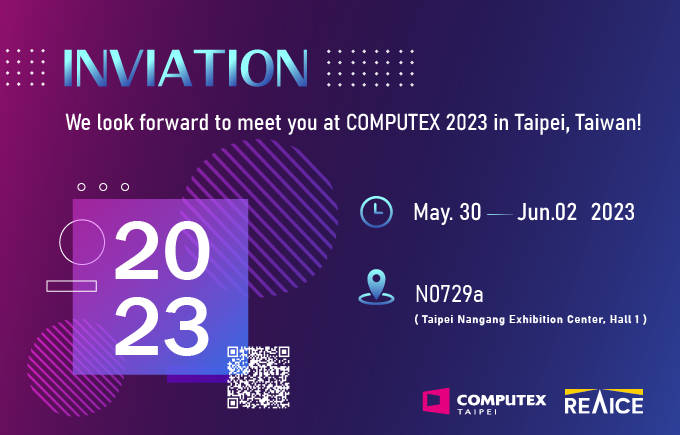 INVIATION
We look forward to meet you at COMPUTEX 2023 in Taipei, Taiwan!
20
23
May. 30 — Jun.02 2023
N0729a
( Taipei Nangang Exhibition Center, Hall 1 )
COMPUTEX
TAIPEI
REAICE